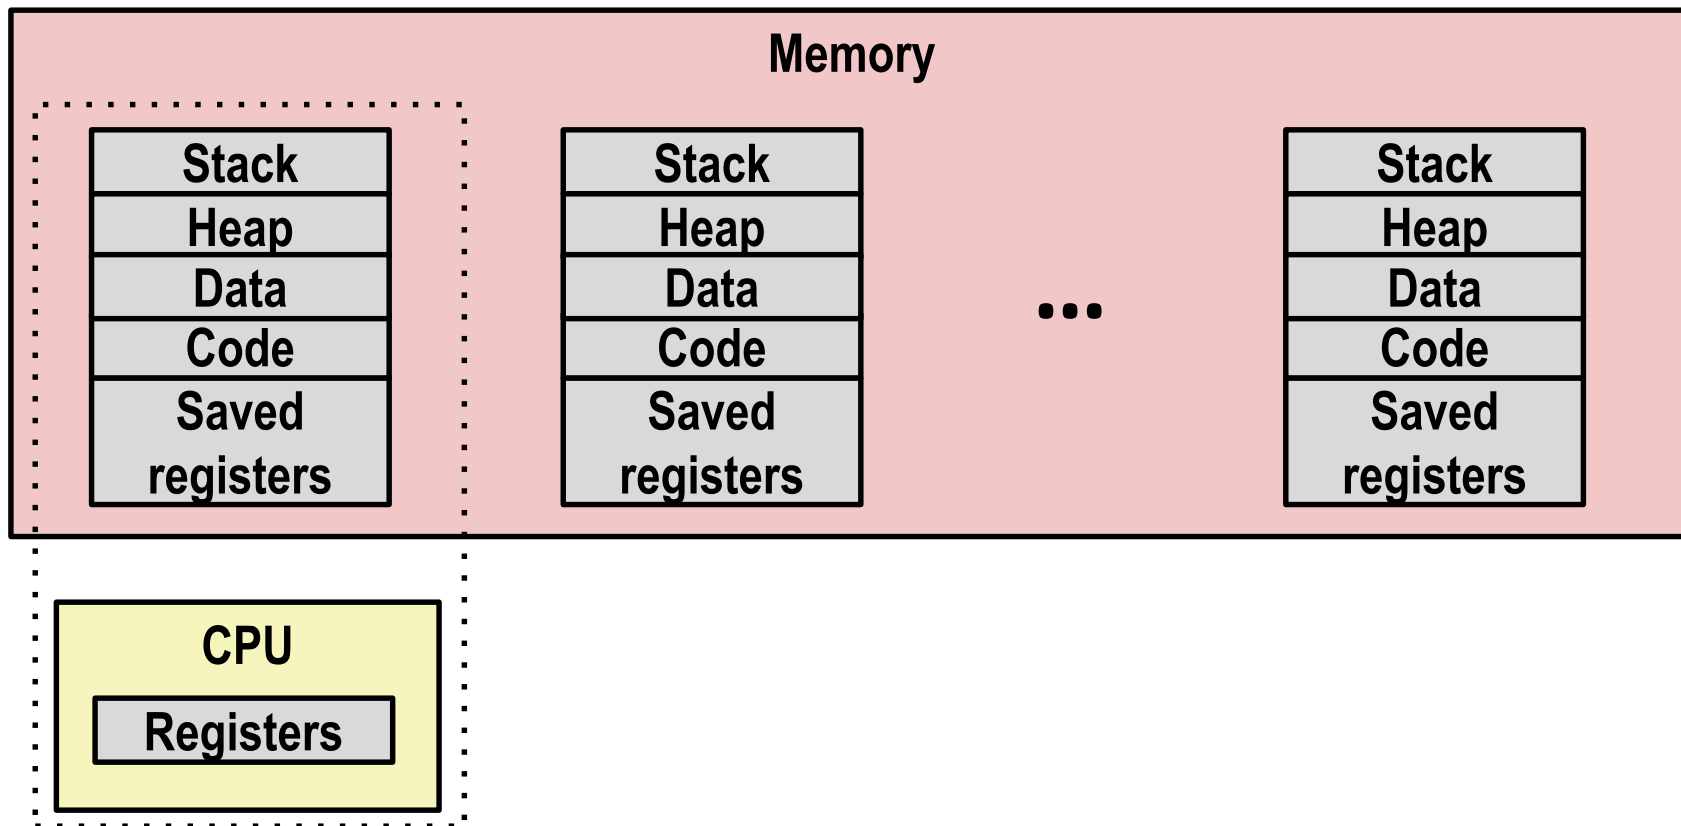 Memory
Stack
Heap
Data
Code
Saved
registers
Stack
Heap
Data
Code
Saved
registers
...
Stack
Heap
Data
Code
Saved
registers
CPU
Registers